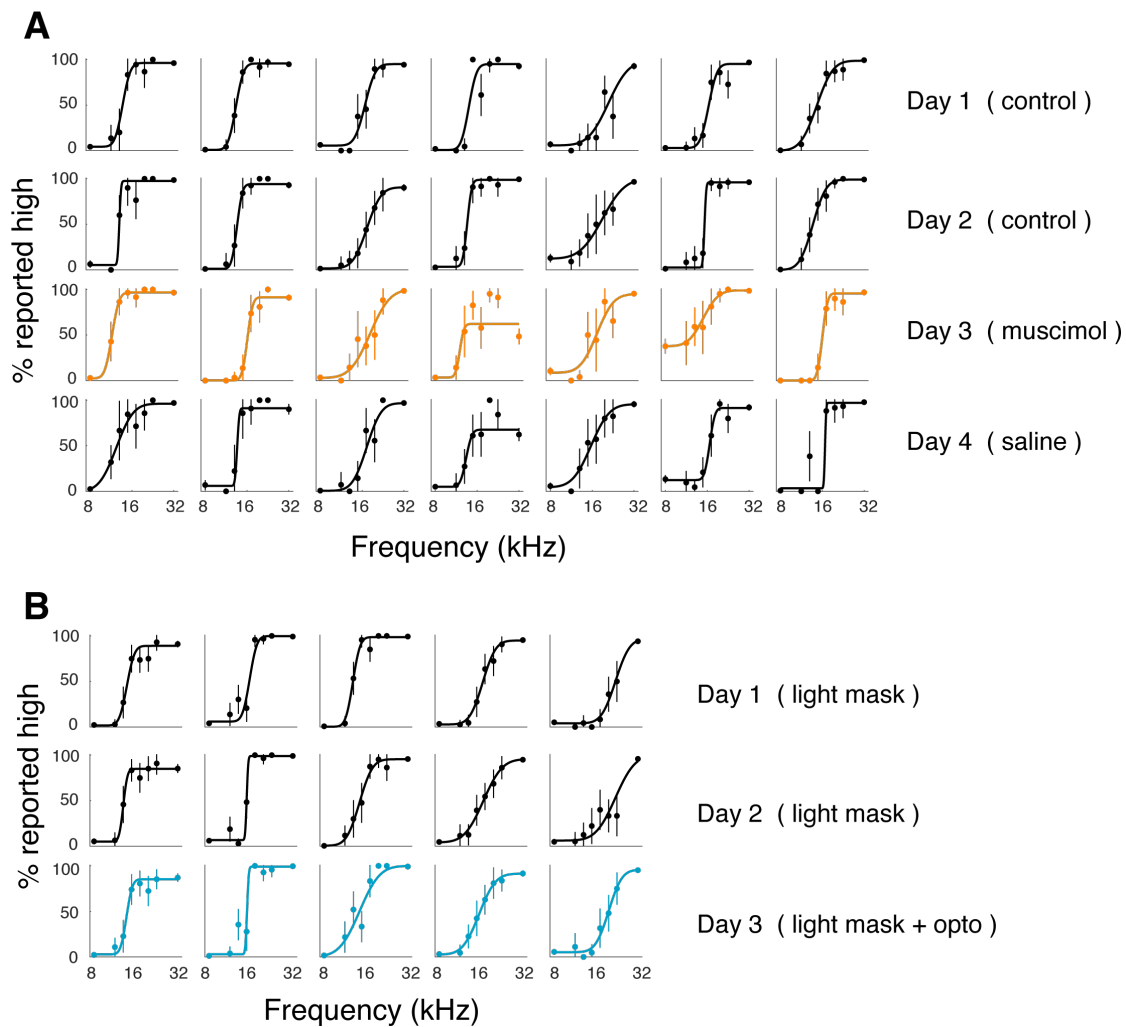 A
% reported high
100
50
0
Day 1 ( control )
100
50
0
Day 2 ( control )
100
50
0
Day 3 ( muscimol )
100
50
0
Day 4 ( saline )
8 16 32 8 16 32 8 16 32 8 16 32 8 16 32 8 16 32 8 16 32
Frequency (kHz)
B
% reported high
100
50
0
Day 1 ( light mask )
100
50
0
Day 2 ( light mask )
100
50
0
Day 3 ( light mask + opto )
8 16 32 8 16 32 8 16 32 8 16 32 8 16 32
Frequency (kHz)